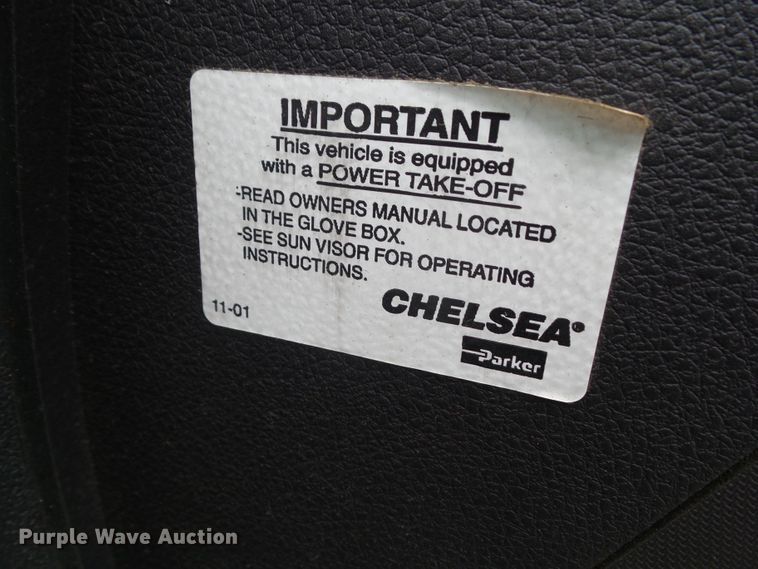 IMPORTANT
This vehicle is equipped
with a POWER TAKE-OFF
-READ OWNERS MANUAL LOCATED
IN THE GLOVE BOX.
-SEE SUN VISOR FOR OPERATING
INSTRUCTIONS.
11-01
CHELSEA®
Parker
Purple Wave Auction